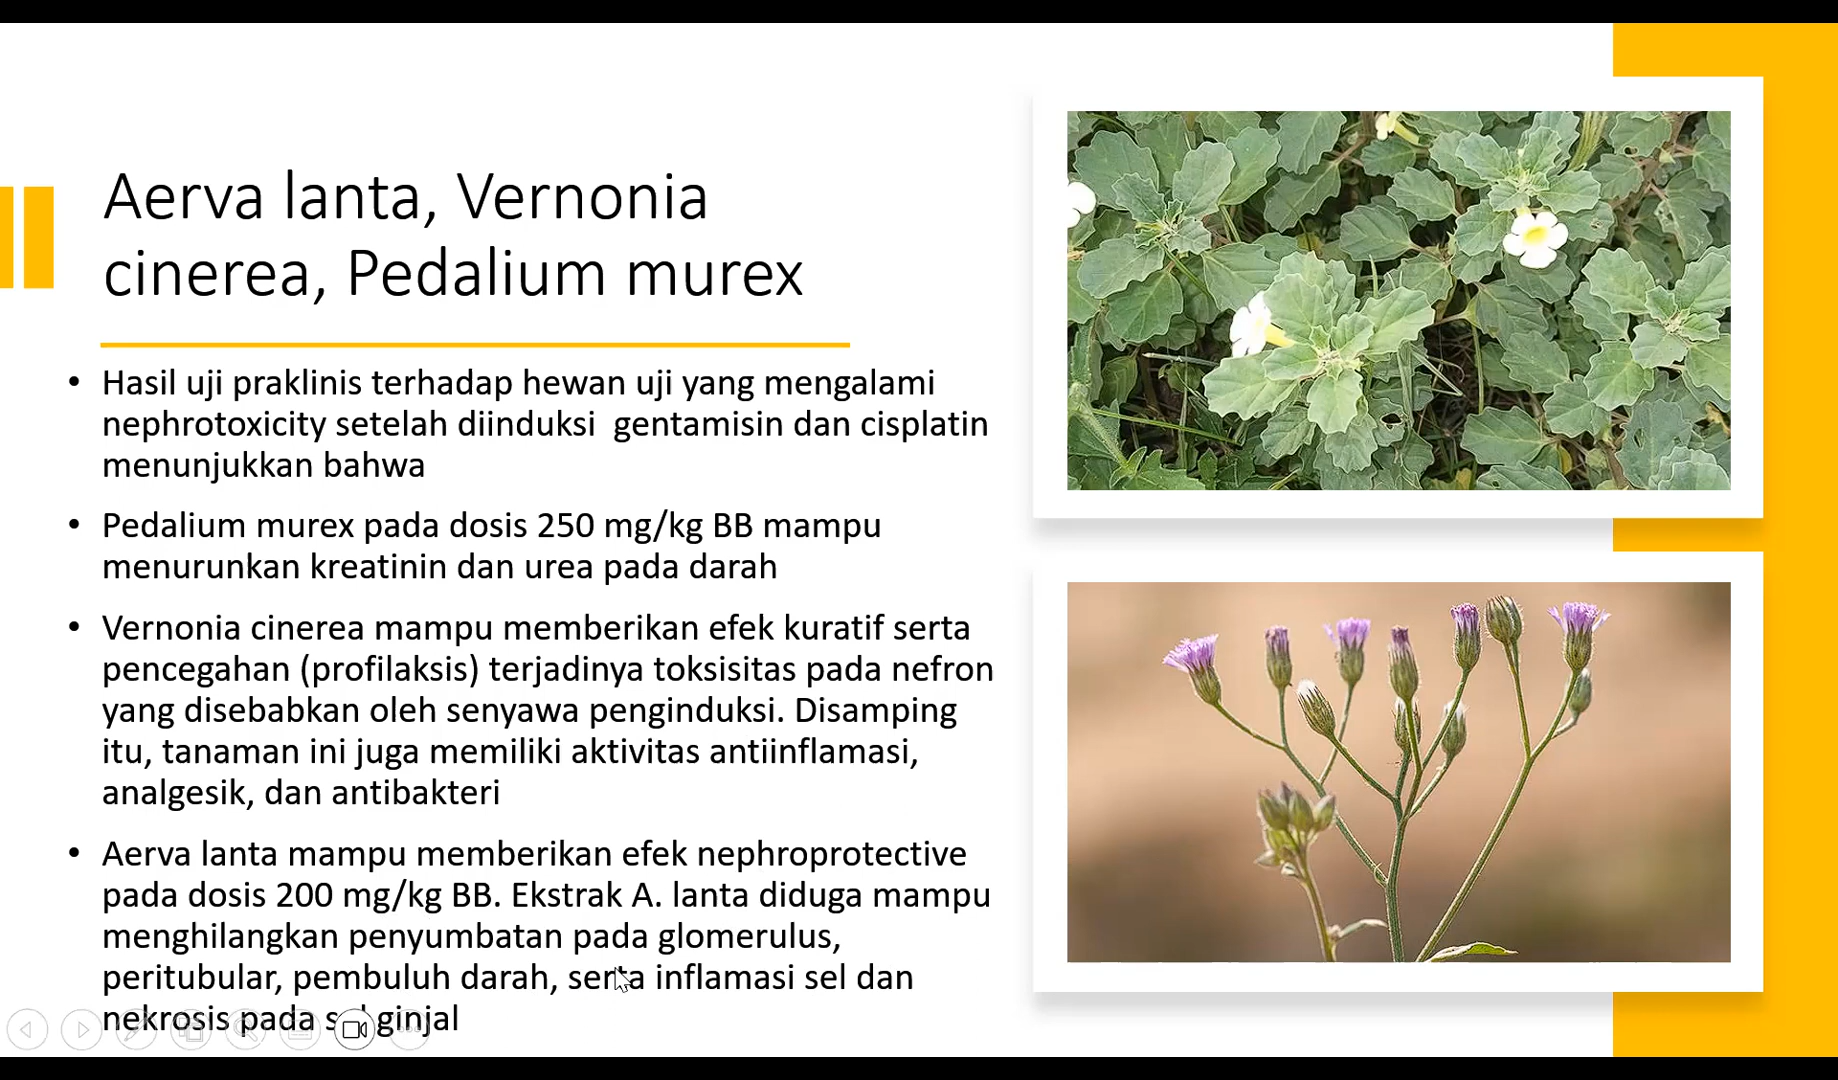 Aerva lanta, Vernonia
cinerea, Pedalium murex
• Hasil uji praklinis terhadap hewan uji yang mengalami
nephrotoxicity setelah diinduksi gentamisin dan cisplatin
menunjukkan bahwa
• Pedalium murex pada dosis 250 mg/kg BB mampu
menurunkan kreatinin dan urea pada darah
• Vernonia cinerea mampu memberikan efek kuratif serta
pencegahan (profilaksis) terjadinya toksisitas pada nefron
yang disebabkan oleh senyawa penginduksi. Disamping
itu, tanaman ini juga memiliki aktivitas antiinflamasi,
analgesik, dan antibakteri
• Aerva lanta mampu memberikan efek nephroprotective
pada dosis 200 mg/kg BB. Ekstrak A. lanta diduga mampu
menghilangkan penyumbatan pada glomerulus,
peritubular, pembuluh darah, serta inflamasi sel dan
nekrosis pada sel ginjal